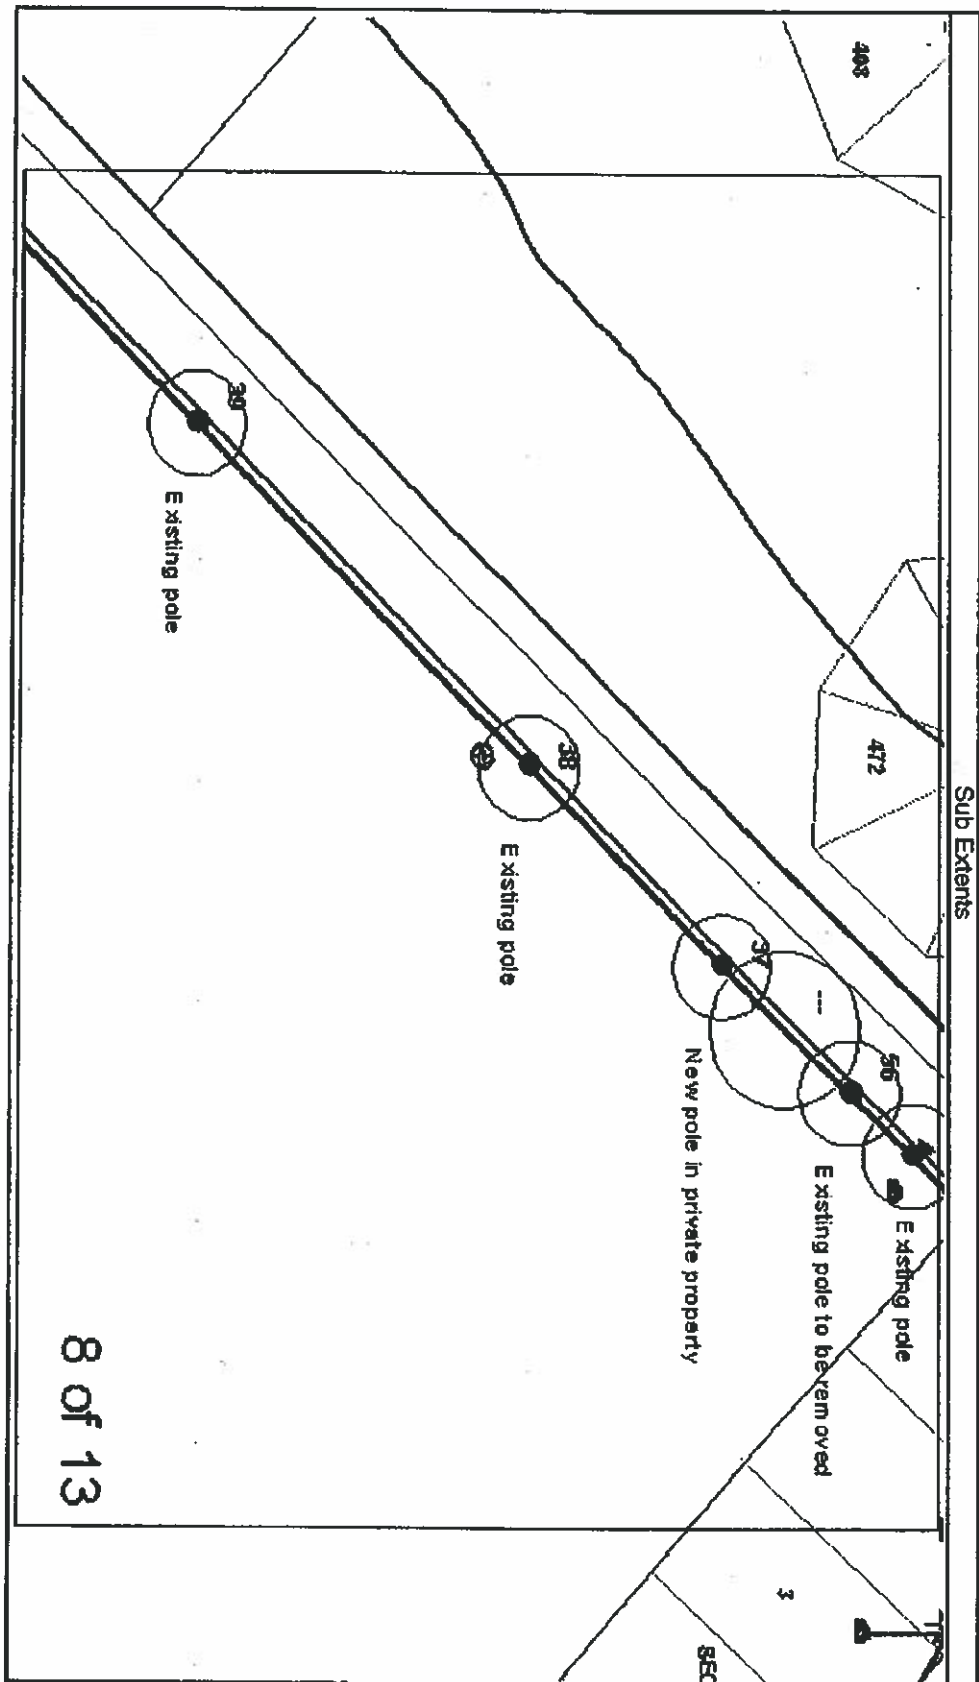 Sub Extents
472
3
SEC
Existing pole
56
Existing pole to be removed
37
---
New pole in private property
38
Existing pole
39
Existing pole
8 of 13